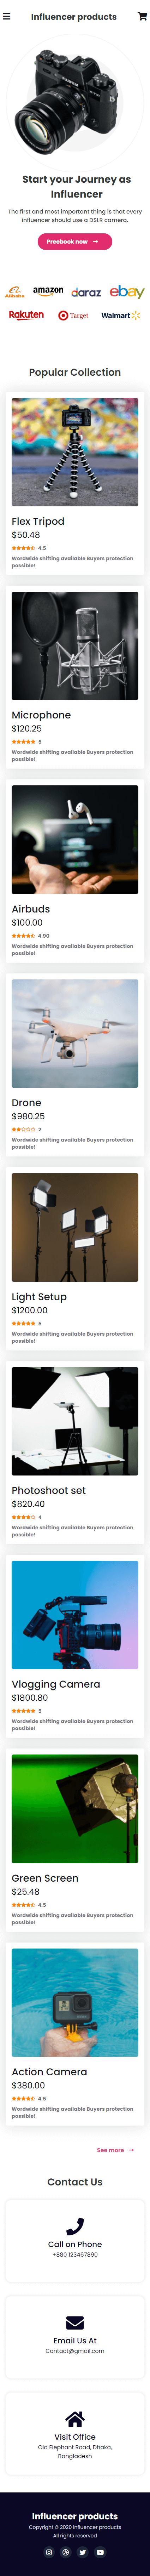 Influencer products
Start your Journey as
Influencer
The first and most important thing is that every
influencer should use a DSLR camera.
Preebook now
Alibaba
amazon
daraz
ebay
Rakuten
Target
Walmart
Popular Collection
Flex Tripod
$50.48
4.5
Wordwide shifting available Buyers protection
possible!
Microphone
$120.25
5
Wordwide shifting available Buyers protection
possible!
Airbuds
$100.00
4.90
Wordwide shifting available Buyers protection
possible!
Drone
$980.25
2
Wordwide shifting available Buyers protection
possible!
Light Setup
$1200.00
5
Wordwide shifting available Buyers protection
possible!
Photoshoot set
$820.40
4
Wordwide shifting available Buyers protection
possible!
Vlogging Camera
$1800.80
5
Wordwide shifting available Buyers protection
possible!
Green Screen
$25.48
4.5
Wordwide shifting available Buyers protection
possible!
Action Camera
$380.00
4.5
Wordwide shifting available Buyers protection
possible!
See more
Contact Us
Call on Phone
+880 123467890
Email Us At
Contact@gmail.com
Visit Office
Old Elephant Road, Dhaka,
Bangladesh
Influencer products
Copyright © 2020 influencer products
All rights reserved